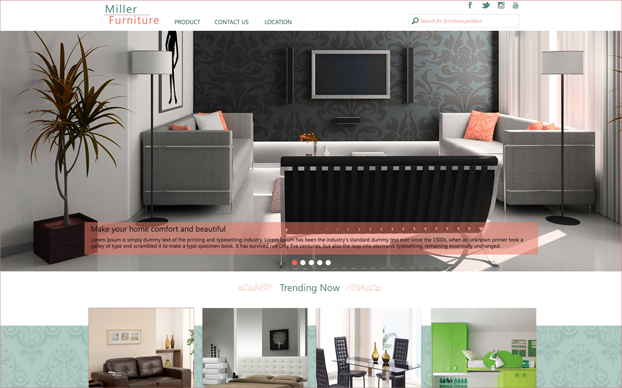 Miller
Furniture
PRODUCT
CONTACT US
LOCATION
Search for furniture product
Make your home comfort and beautiful
Lorem Ipsum is simply dummy text of the printing and typesetting industry. Lorem Ipsum has been the industry's standard dummy text ever since the 1500s, when an unknown printer took a
galley of type and scrambled it to make a type specimen book. It has survived not only five centuries, but also the leap into electronic typesetting, remaining essentially unchanged.
Trending Now